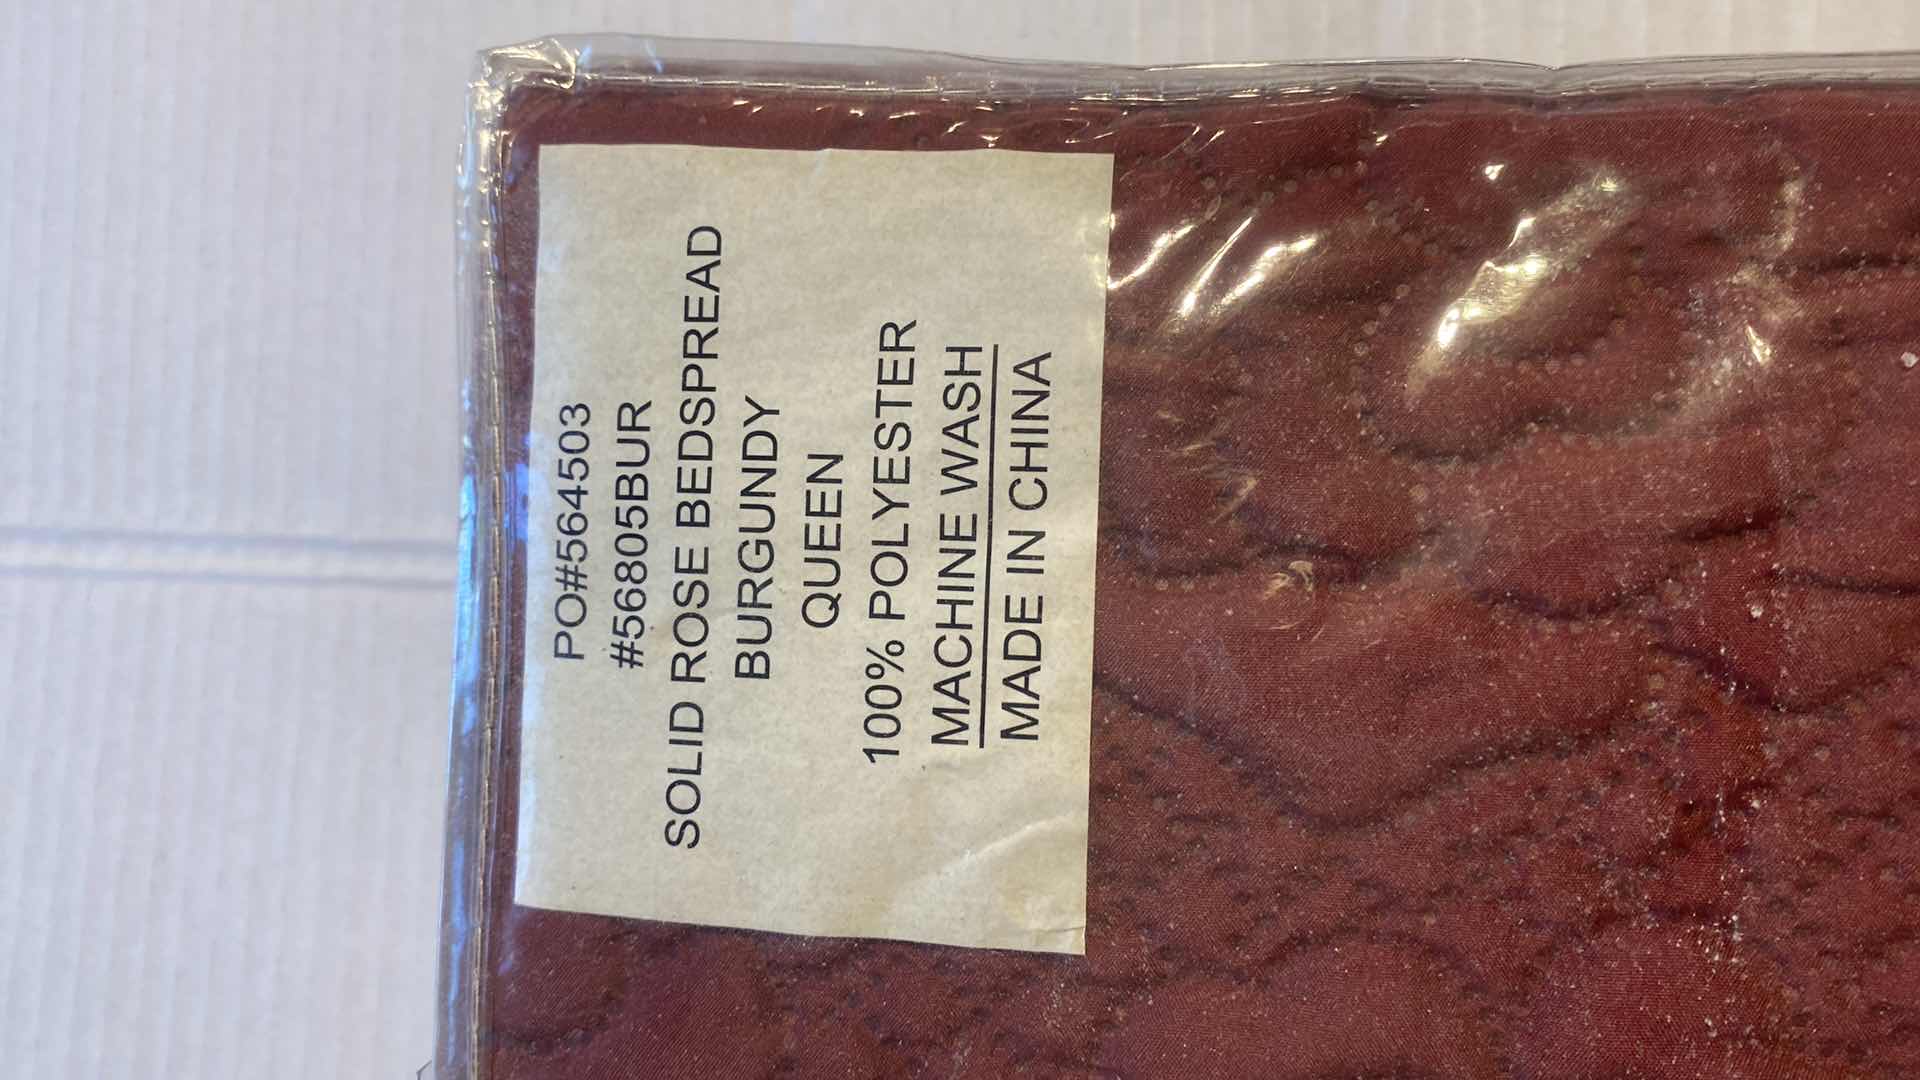 PO#564503
#56805BUR
SOLID ROSE BEDSPREAD
BURGUNDY
QUEEN
100% POLYESTER
MACHINE WASH
MADE IN CHINA